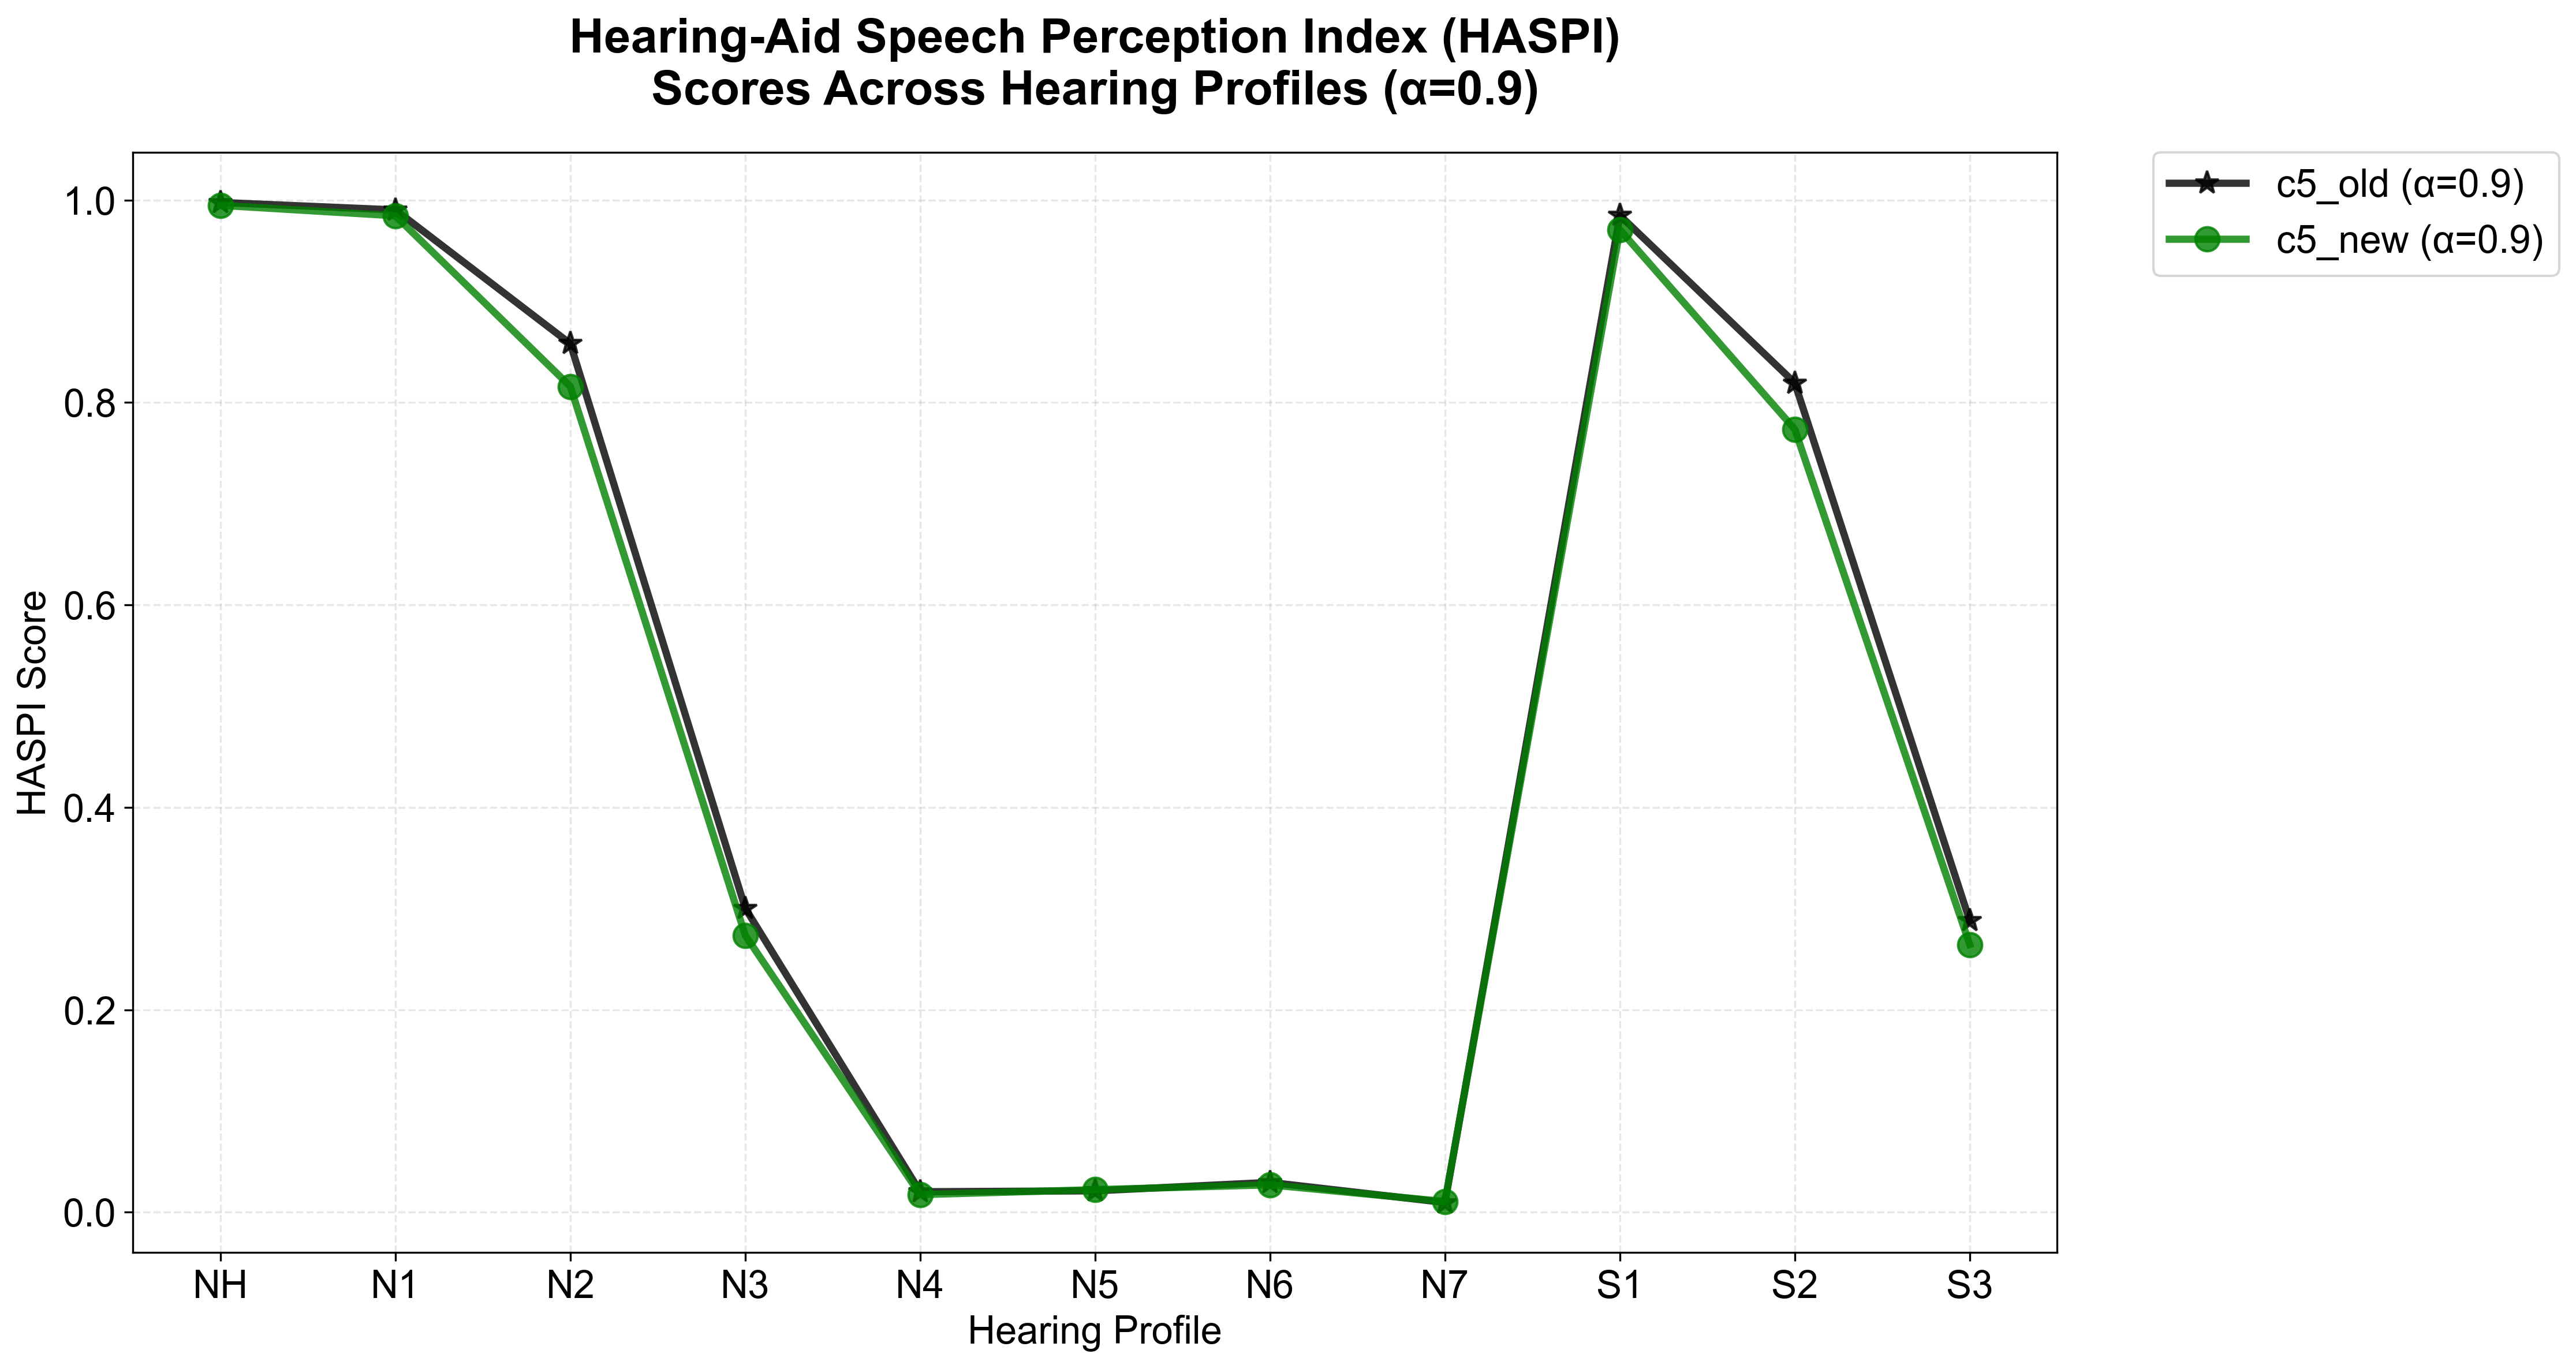 Hearing-Aid Speech Perception Index (HASPI)
Scores Across Hearing Profiles (α=0.9)
c5_old (α=0.9)
c5_new (α=0.9)
HASPI Score
1.0
0.8
0.6
0.4
0.2
0.0
NH N1 N2 N3 N4 N5 N6 N7 S1 S2 S3
Hearing Profile